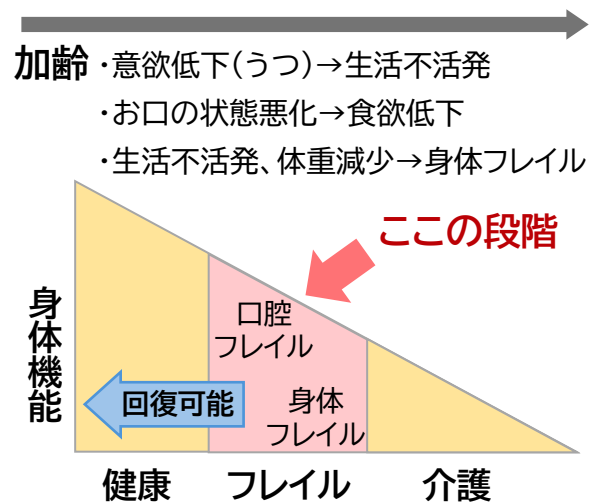 加齢 ・意欲低下（うつ）→生活不活発
・お口の状態悪化→食欲低下
・生活不活発、体重減少→身体フレイル
ここの段階
身体機能
口腔
フレイル
回復可能
身体
フレイル
健康 フレイル 介護